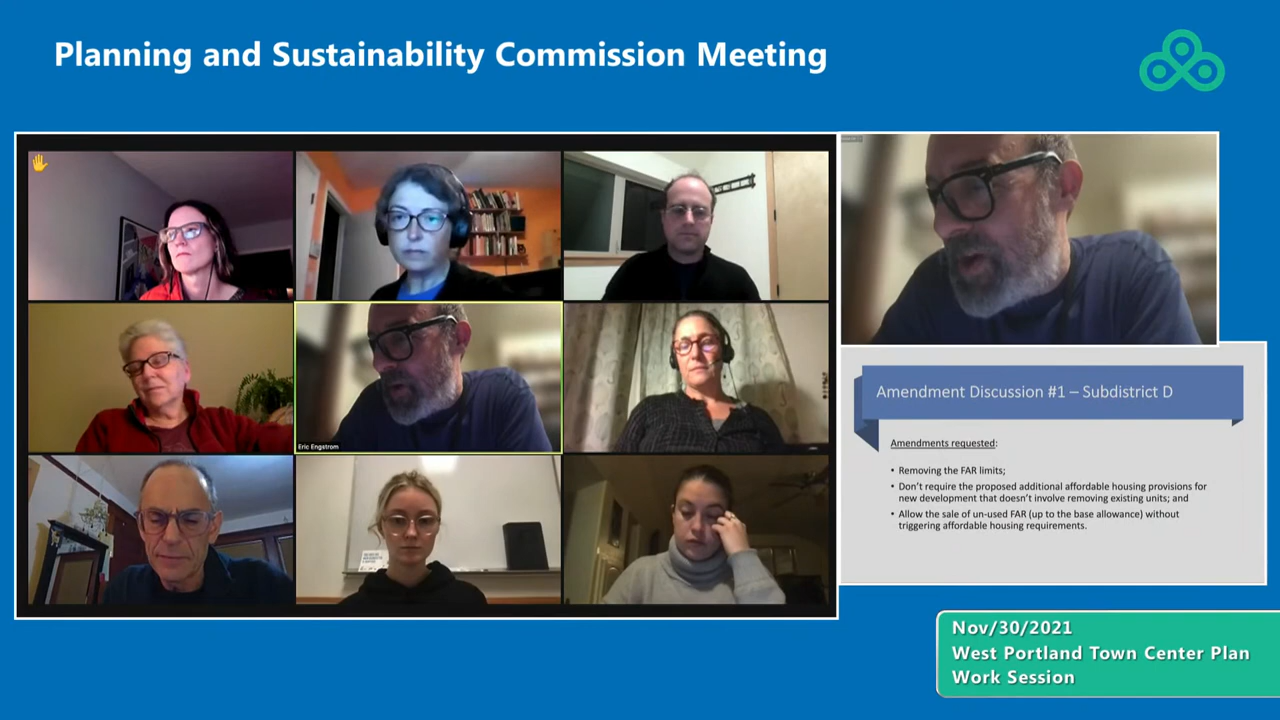 Planning and Sustainability Commission Meeting
Eric Engstrom
Amendment Discussion #1 – Subdistrict D
Amendments requested:
• Removing the FAR limits;
• Don't require the proposed additional affordable housing provisions for
new development that doesn't involve removing existing units; and
• Allow the sale of un-used FAR (up to the base allowance) without
triggering affordable housing requirements.
Nov/30/2021
West Portland Town Center Plan
Work Session